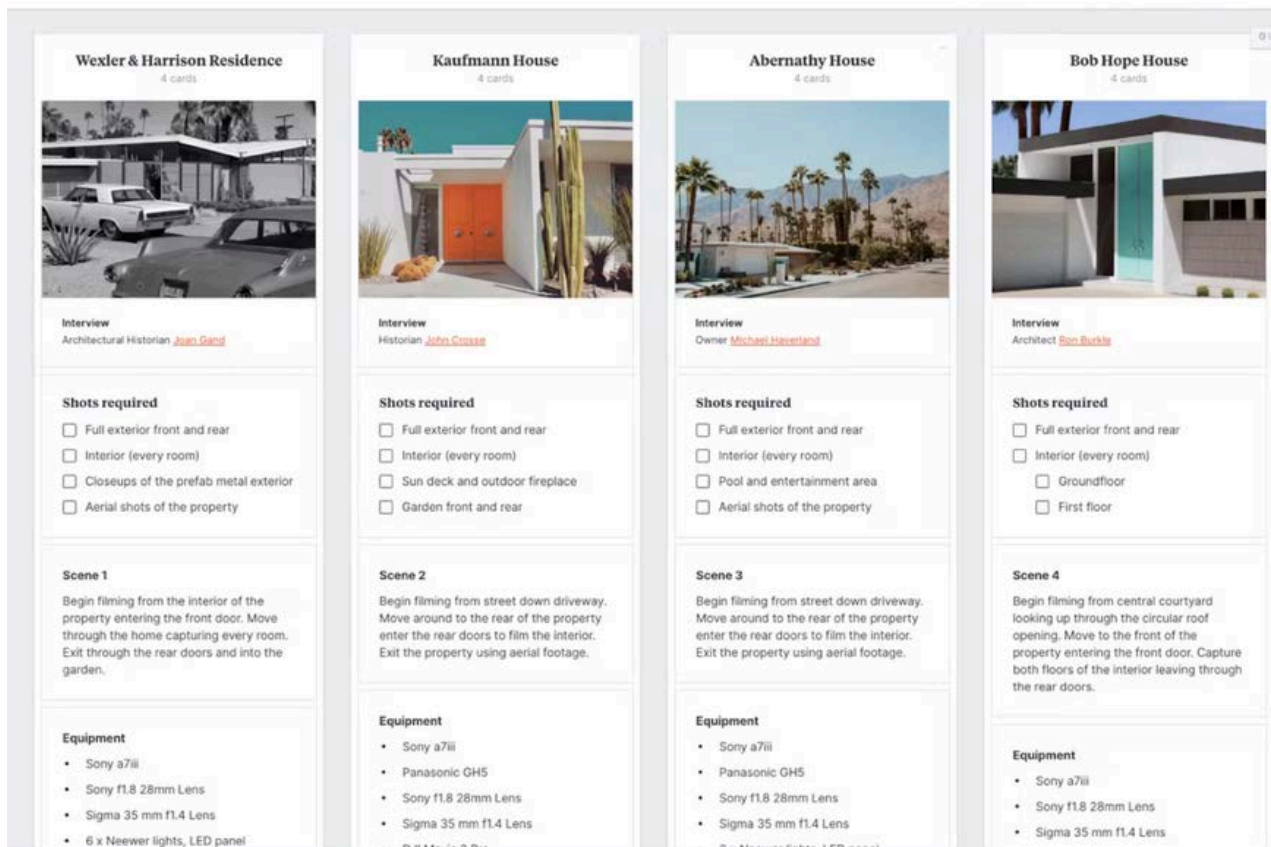 Wexler & Harrison Residence
4 cards
Interview
Architectural Historian Joan Gand
Shots required
Full exterior front and rear
Interior (every room)
Closeups of the prefab metal exterior
Aerial shots of the property
Scene 1
Begin filming from the interior of the
property entering the front door. Move
through the home capturing every room.
Exit through the rear doors and into the
garden.
Equipment
• Sony a7iii
• Sony f1.8 28mm Lens
• Sigma 35 mm f1.4 Lens
• 6 x Neewer lights, LED panel
Kaufmann House
4 cards
Interview
Historian John Crosse
Shots required
Full exterior front and rear
Interior (every room)
Sun deck and outdoor fireplace
Garden front and rear
Scene 2
Begin filming from street down driveway.
Move around to the rear of the property
enter the rear doors to film the interior.
Exit the property using aerial footage.
Equipment
• Sony a7iii
• Panasonic GH5
• Sony f1.8 28mm Lens
• Sigma 35 mm f1.4 Lens
Abernathy House
4 cards
Interview
Owner Michael Haverland
Shots required
Full exterior front and rear
Interior (every room)
Pool and entertainment area
Aerial shots of the property
Scene 3
Begin filming from street down driveway.
Move around to the rear of the property
enter the rear doors to film the interior.
Exit the property using aerial footage.
Equipment
• Sony a7iii
• Panasonic GH5
• Sony f1.8 28mm Lens
• Sigma 35 mm f1.4 Lens
Bob Hope House
4 cards
Interview
Architect Ron Burkle
Shots required
Full exterior front and rear
Interior (every room)
Groundfloor
First floor
Scene 4
Begin filming from central courtyard
looking up through the circular roof
opening. Move to the front of the
property entering the front door. Capture
both floors of the interior leaving through
the rear doors.
Equipment
• Sony a7iii
• Sony f1.8 28mm Lens
• Sigma 35 mm f1.4 Lens